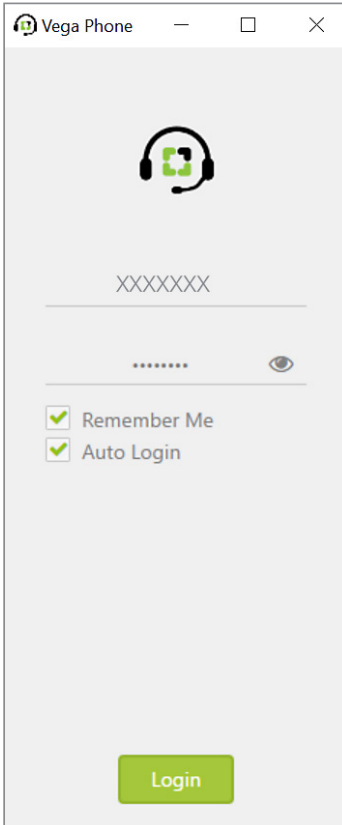 Vega Phone
XXXXXXX
••••••••
Remember Me
Auto Login
Login